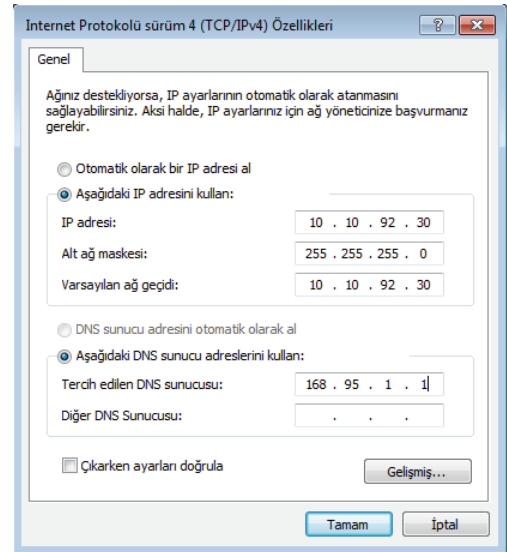 Internet Protokolü sürüm 4 (TCP/IPv4) Özellikleri
Genel
Ağınız destekliyorsa, IP ayarlarının otomatik olarak atanmasını
sağlayabilirsiniz. Aksi halde, IP ayarlarınız için ağ yöneticinize başvurmanız
gerekir.
Otomatik olarak bir IP adresi al
Aşağıdaki IP adresini kullan:
IP adresi: 10 . 10 . 92 . 30
Alt ağ maskesi: 255 . 255 . 255 . 0
Varsayılan ağ geçidi: 10 . 10 . 92 . 30
DNS sunucu adresini otomatik olarak al
Aşağıdaki DNS sunucu adreslerini kullan:
Tercih edilen DNS sunucusu: 168 . 95 . 1 . 1
Diğer DNS Sunucusu: . . .
Çıkarken ayarları doğrula
Gelişmiş...
Tamam İptal